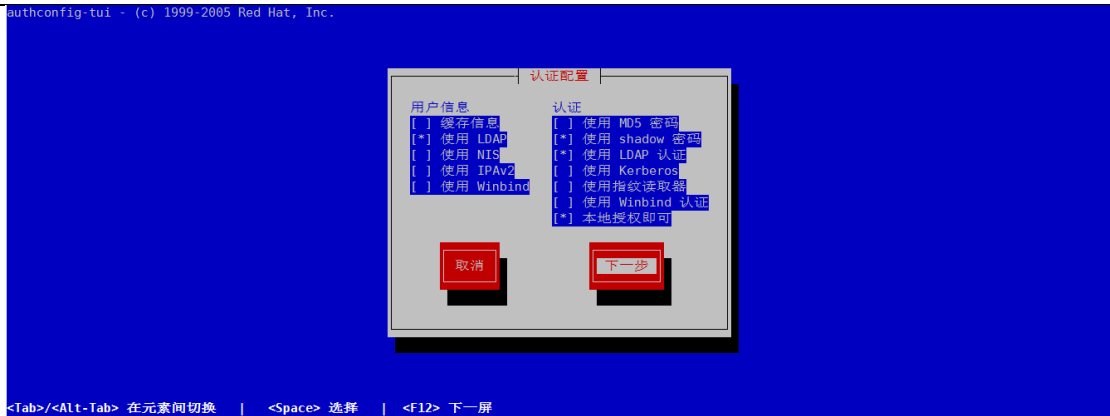 authconfig-tui - (c) 1999-2005 Red Hat, Inc.
认证配置
用户信息
[ ] 缓存信息
[*] 使用 LDAP
[ ] 使用 NIS
[ ] 使用 IPAv2
[ ] 使用 Winbind
认证
[ ] 使用 MD5 密码
[*] 使用 shadow 密码
[*] 使用 LDAP 认证
[ ] 使用 Kerberos
[ ] 使用指纹读取器
[ ] 使用 Winbind 认证
[*] 本地授权即可
取消
下一步
<Tab>/<Alt-Tab> 在元素间切换 | <Space> 选择 | <F12> 下一屏